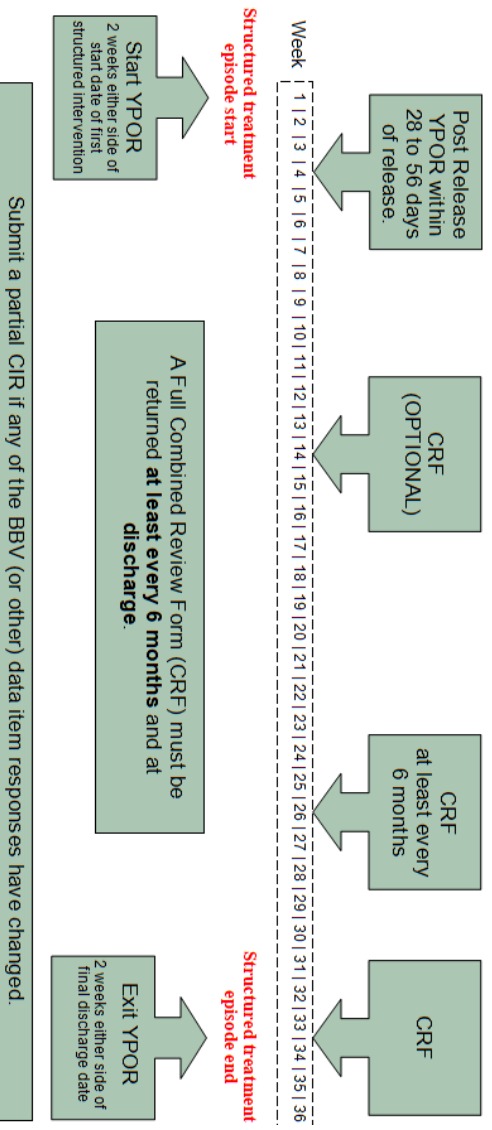 Post Release
YPOR within
28 to 56 days
of release.
CRF
(OPTIONAL)
CRF
at least every
6 months
CRF
Week | 1 | 2 | 3 | 4 | 5 | 6 | 7 | 8 | 9 | 10 | 11 | 12 | 13 | 14 | 15 | 16 | 17 | 18 | 19 | 20 | 21 | 22 | 23 | 24 | 25 | 26 | 27 | 28 | 29 | 30 | 31 | 32 | 33 | 34 | 35 | 36
Structured treatment
episode start
Structured treatment
episode end
Start YPOR
2 weeks either side of
start date of first
structured intervention
A Full Combined Review Form (CRF) must be
returned at least every 6 months and at
discharge.
Exit YPOR
2 weeks either side of
final discharge date
Submit a partial CIR if any of the BBV (or other) data item responses have changed.